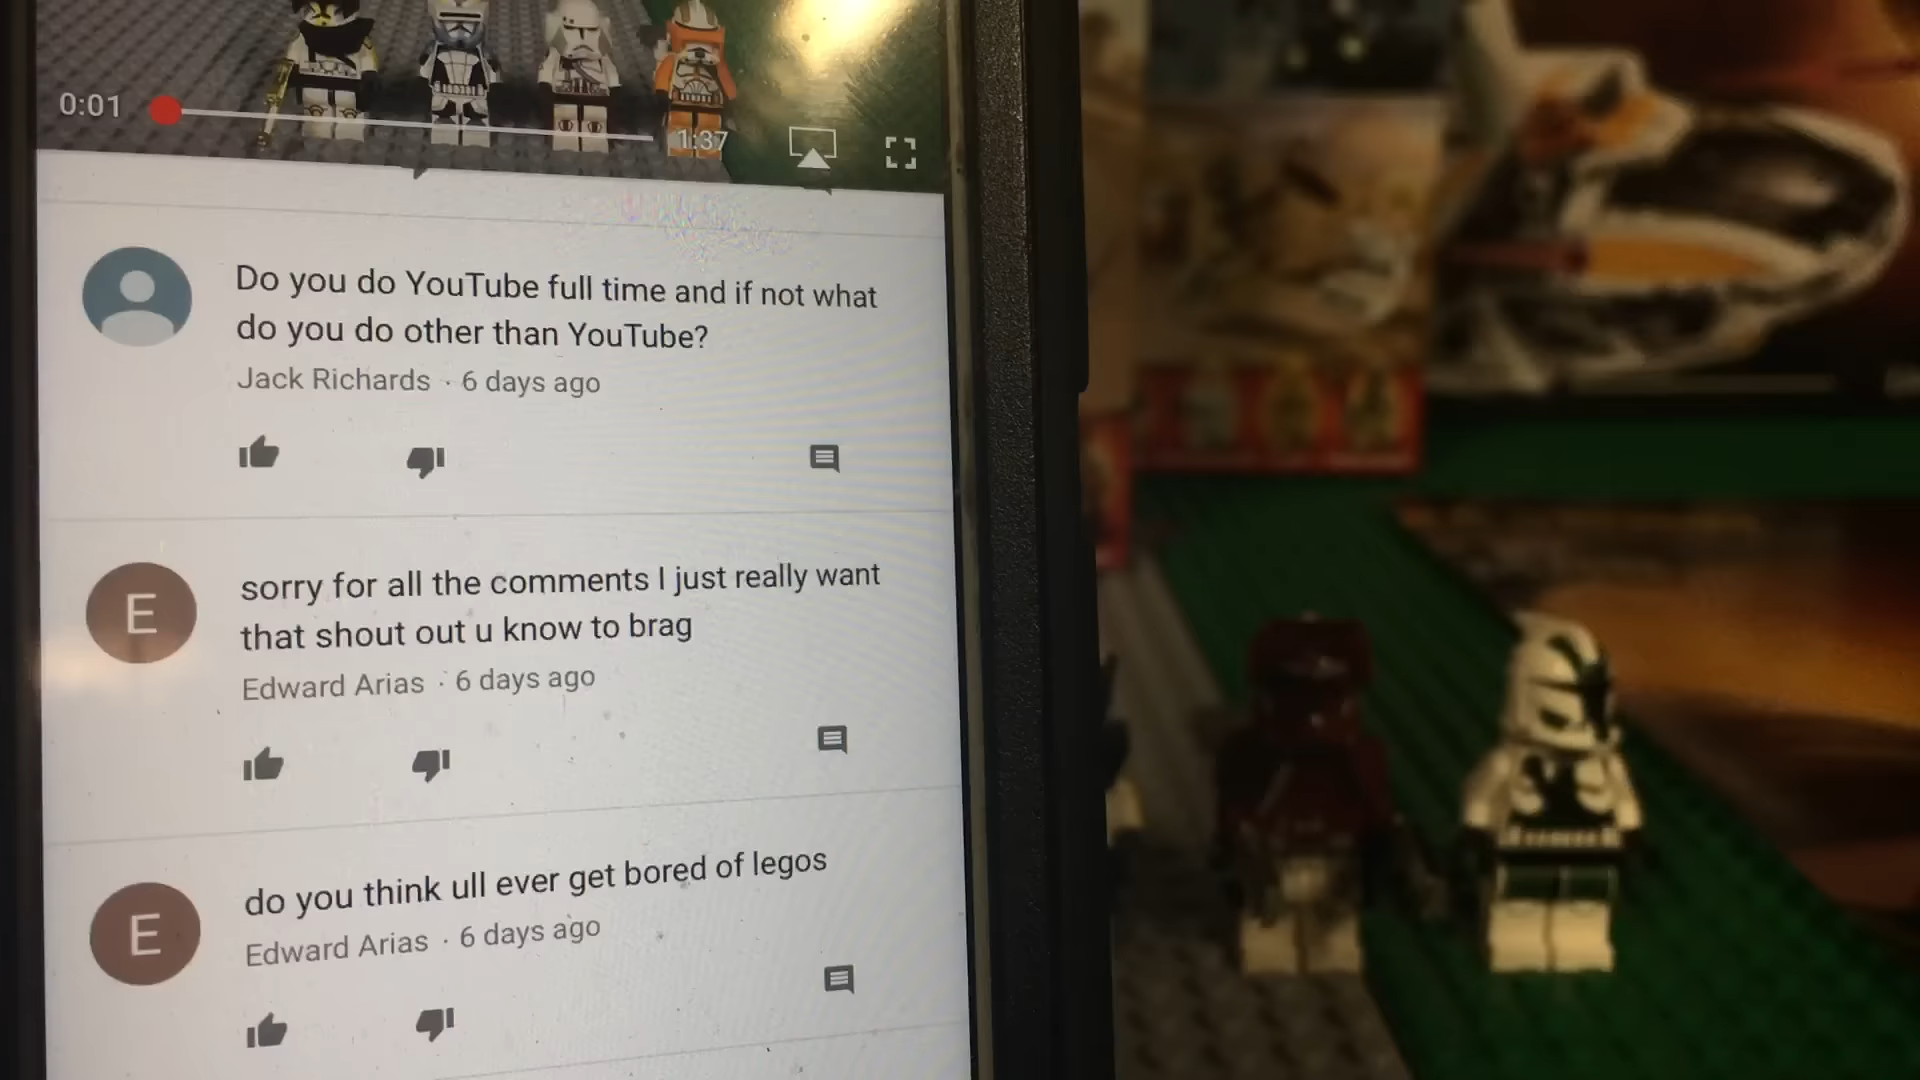 0:01
1:37
Do you do YouTube full time and if not what
do you do other than YouTube?
Jack Richards · 6 days ago
E
sorry for all the comments I just really want
that shout out u know to brag
Edward Arias · 6 days ago
E
do you think ull ever get bored of legos
Edward Arias · 6 days ago